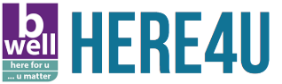 b
well
here for u
... u matter
HERE4U